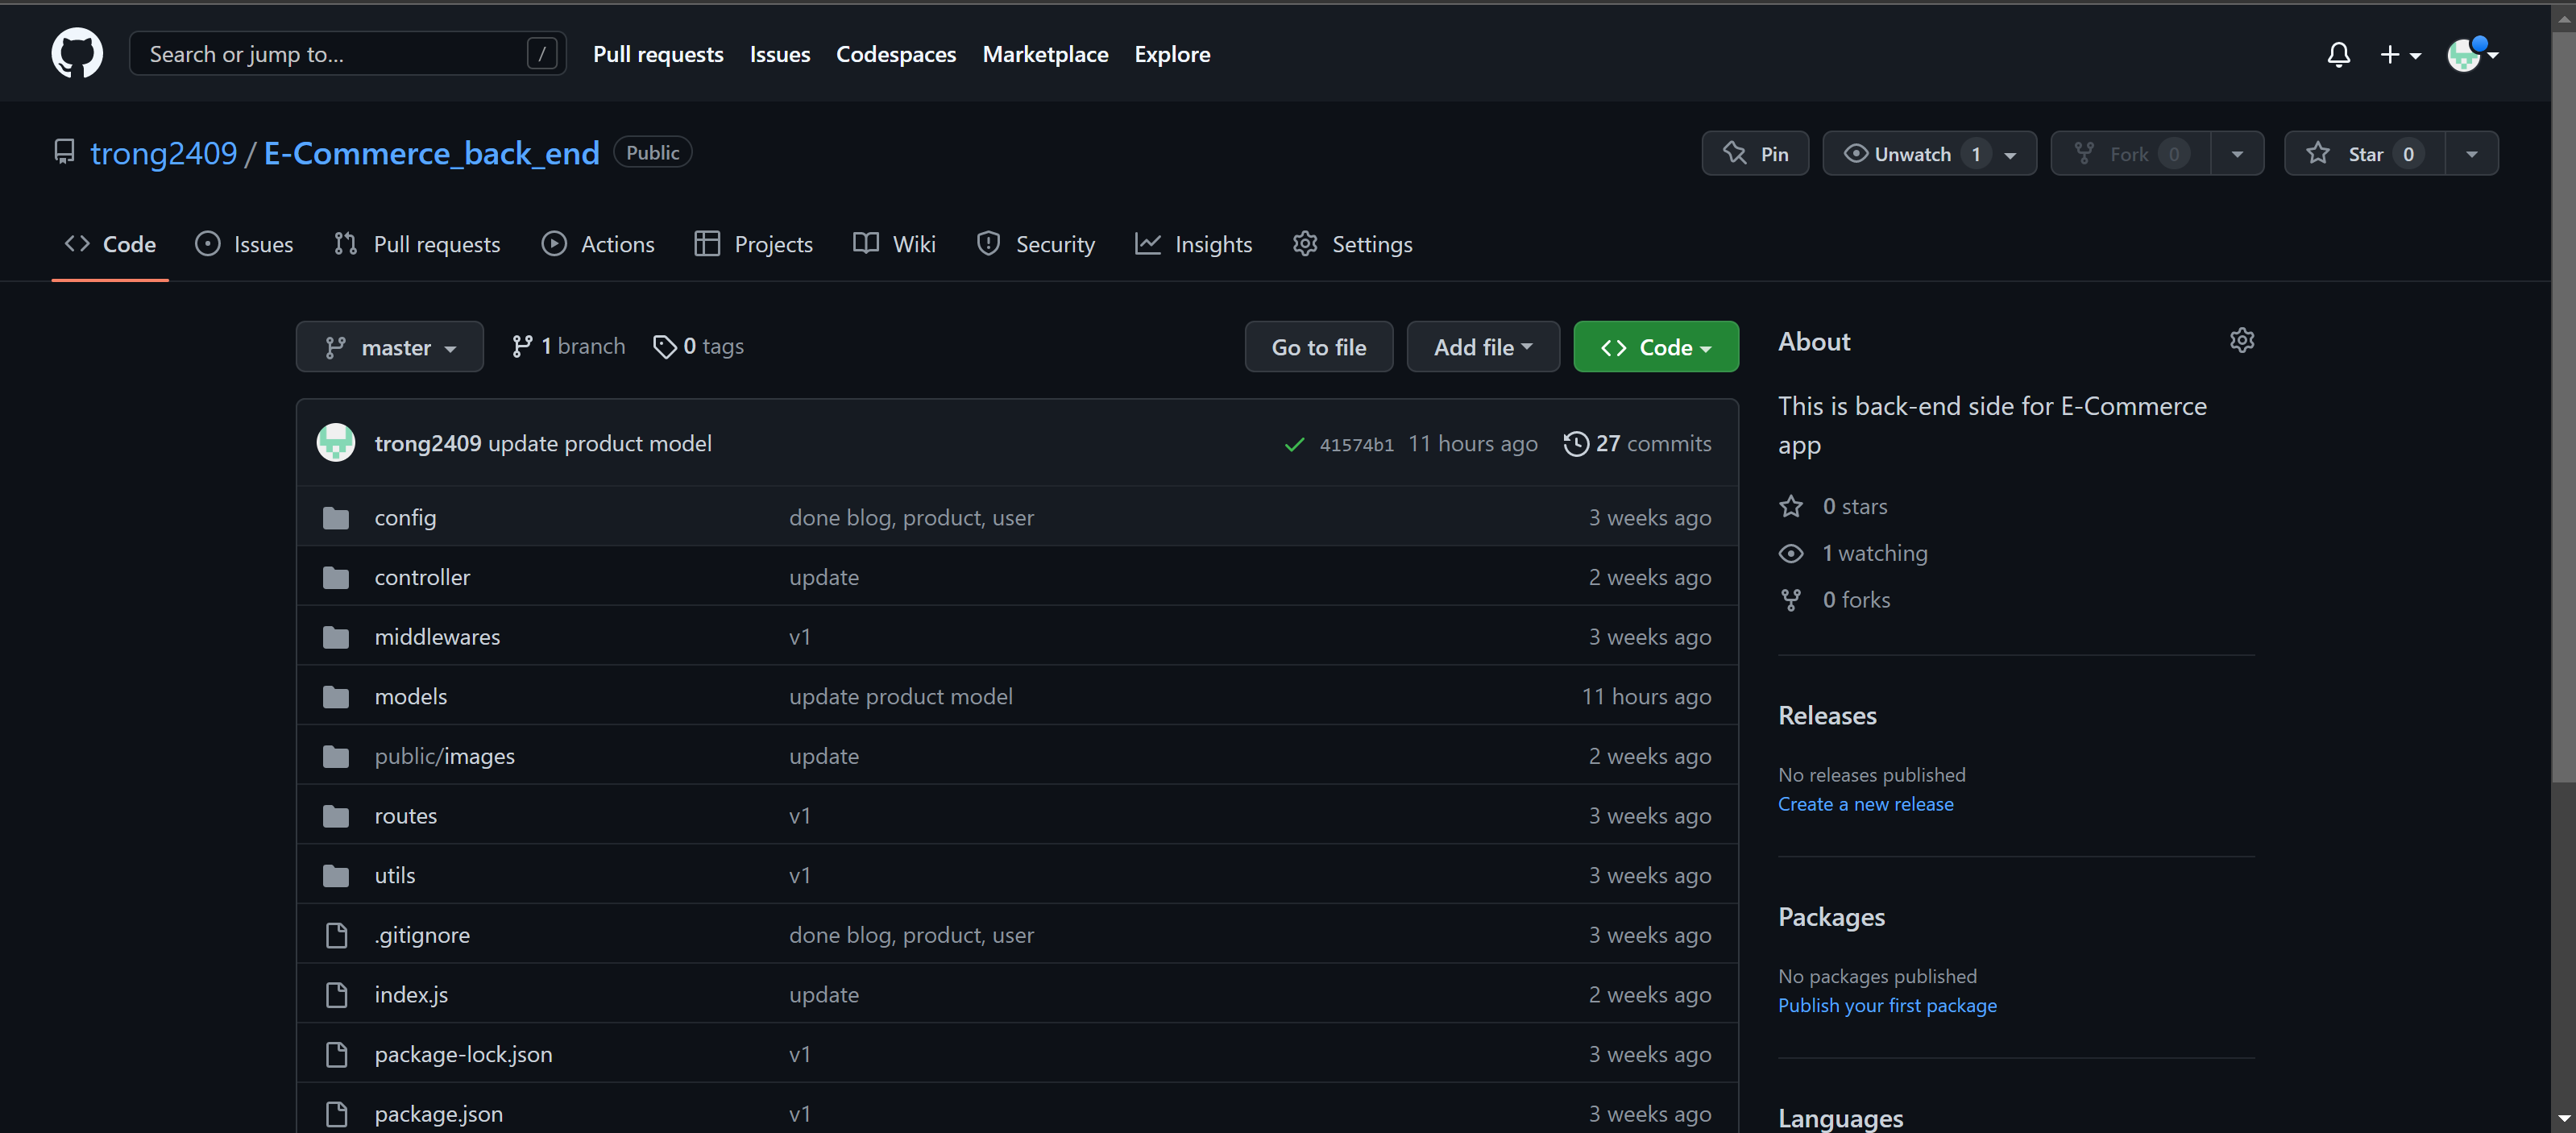 Search or jump to... /
Pull requests
Issues
Codespaces
Marketplace
Explore
trong2409 / E-Commerce_back_end Public
Pin
Unwatch 1
Fork 0
Star 0
Code
Issues
Pull requests
Actions
Projects
Wiki
Security
Insights
Settings
master
1 branch
0 tags
Go to file
Add file
Code
trong2409 update product model 41574b1 11 hours ago 27 commits
config done blog, product, user 3 weeks ago
controller update 2 weeks ago
middlewares v1 3 weeks ago
models update product model 11 hours ago
public/images update 2 weeks ago
routes v1 3 weeks ago
utils v1 3 weeks ago
.gitignore done blog, product, user 3 weeks ago
index.js update 2 weeks ago
package-lock.json v1 3 weeks ago
package.json v1 3 weeks ago
About
This is back-end side for E-Commerce
app
0 stars
1 watching
0 forks
Releases
No releases published
Create a new release
Packages
No packages published
Publish your first package
Languages